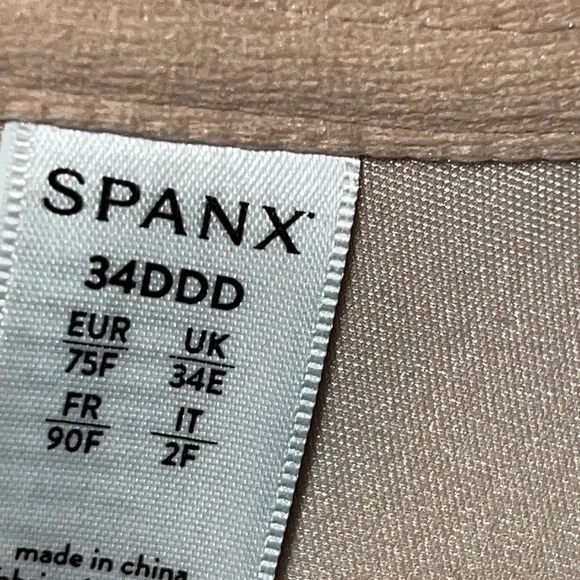 SPANX
34DDD
EUR UK
75F 34E
FR IT
90F 2F
made in china